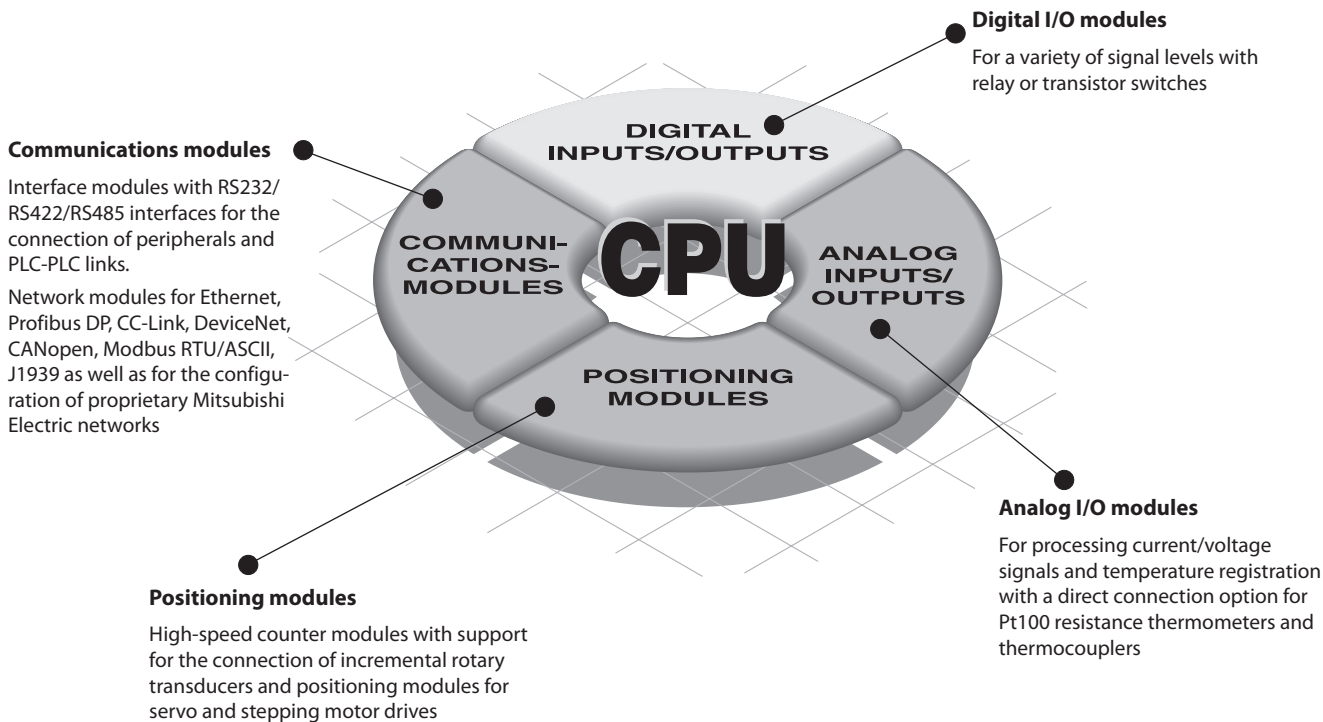 Digital I/O modules
For a variety of signal levels with
relay or transistor switches
Communications modules
Interface modules with RS232/
RS422/RS485 interfaces for the
connection of peripherals and
PLC-PLC links.
Network modules for Ethernet,
Profibus DP, CC-Link, DeviceNet,
CANopen, Modbus RTU/ASCII,
J1939 as well as for the configu-
ration of proprietary Mitsubishi
Electric networks
DIGITAL
INPUTS/OUTPUTS
COMMUNI-
CATIONS-
MODULES
CPU
ANALOG
INPUTS/
OUTPUTS
POSITIONING
MODULES
Analog I/O modules
For processing current/voltage
signals and temperature registration
with a direct connection option for
Pt100 resistance thermometers and
thermocouplers
Positioning modules
High-speed counter modules with support
for the connection of incremental rotary
transducers and positioning modules for
servo and stepping motor drives